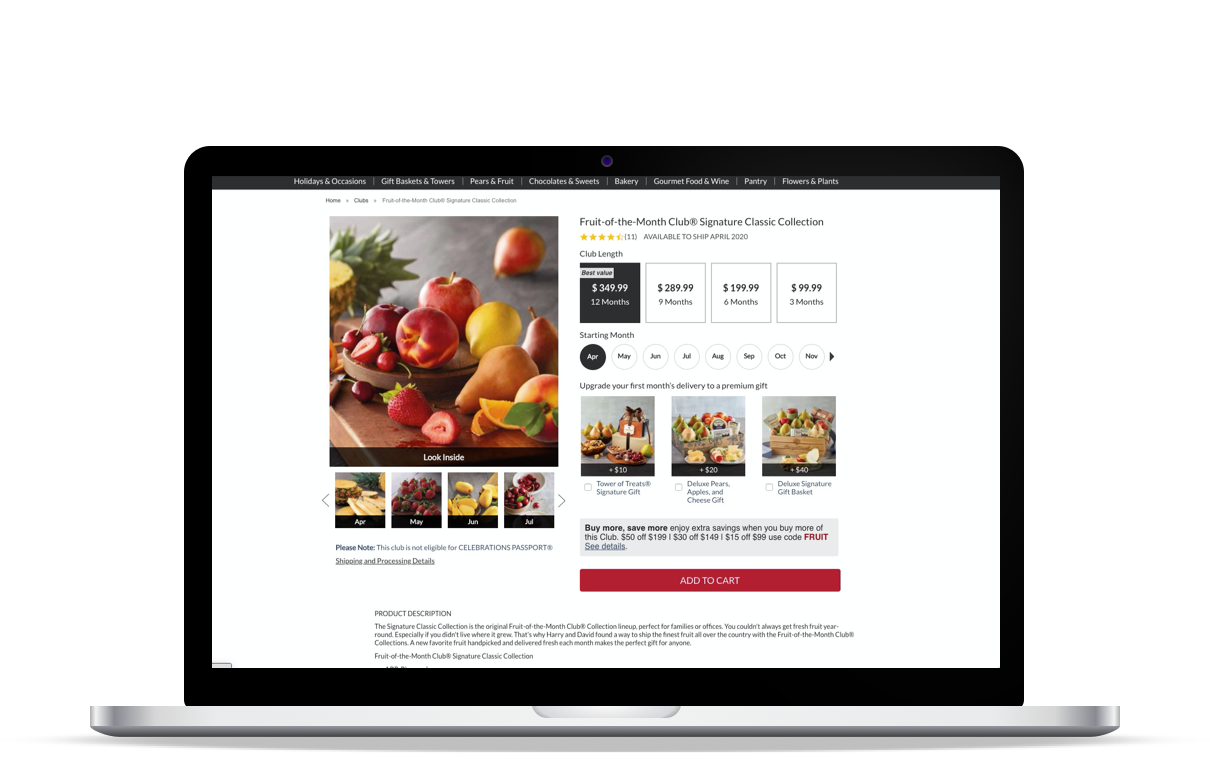 Holidays & Occasions | Gift Baskets & Towers | Pears & Fruit | Chocolates & Sweets | Bakery | Gourmet Food & Wine | Pantry | Flowers & Plants
Home » Clubs » Fruit-of-the-Month Club® Signature Classic Collection
Look Inside
Apr May Jun Jul
Please Note: This club is not eligible for CELEBRATIONS PASSPORT®
Shipping and Processing Details
Fruit-of-the-Month Club® Signature Classic Collection
(11) AVAILABLE TO SHIP APRIL 2020
Club Length
Best value
$ 349.99 $ 289.99 $ 199.99 $ 99.99
12 Months 9 Months 6 Months 3 Months
Starting Month
Apr May Jun Jul Aug Sep Oct Nov
Upgrade your first month's delivery to a premium gift
+ $10 + $20 + $40
Tower of Treats®
Signature Gift
Deluxe Pears,
Apples, and
Cheese Gift
Deluxe Signature
Gift Basket
Buy more, save more enjoy extra savings when you buy more of
this Club. $50 off $199 | $30 off $149 | $15 off $99 use code FRUIT
See details.
ADD TO CART
PRODUCT DESCRIPTION
The Signature Classic Collection is the original Fruit-of-the-Month Club® Collection lineup, perfect for families or offices. You couldn't always get fresh fruit year-
round. Especially if you didn't live where it grew. That's why Harry and David found a way to ship the finest fruit all over the country with the Fruit-of-the-Month Club®
Collections. A new favorite fruit handpicked and delivered fresh each month makes the perfect gift for anyone.
Fruit-of-the-Month Club® Signature Classic Collection